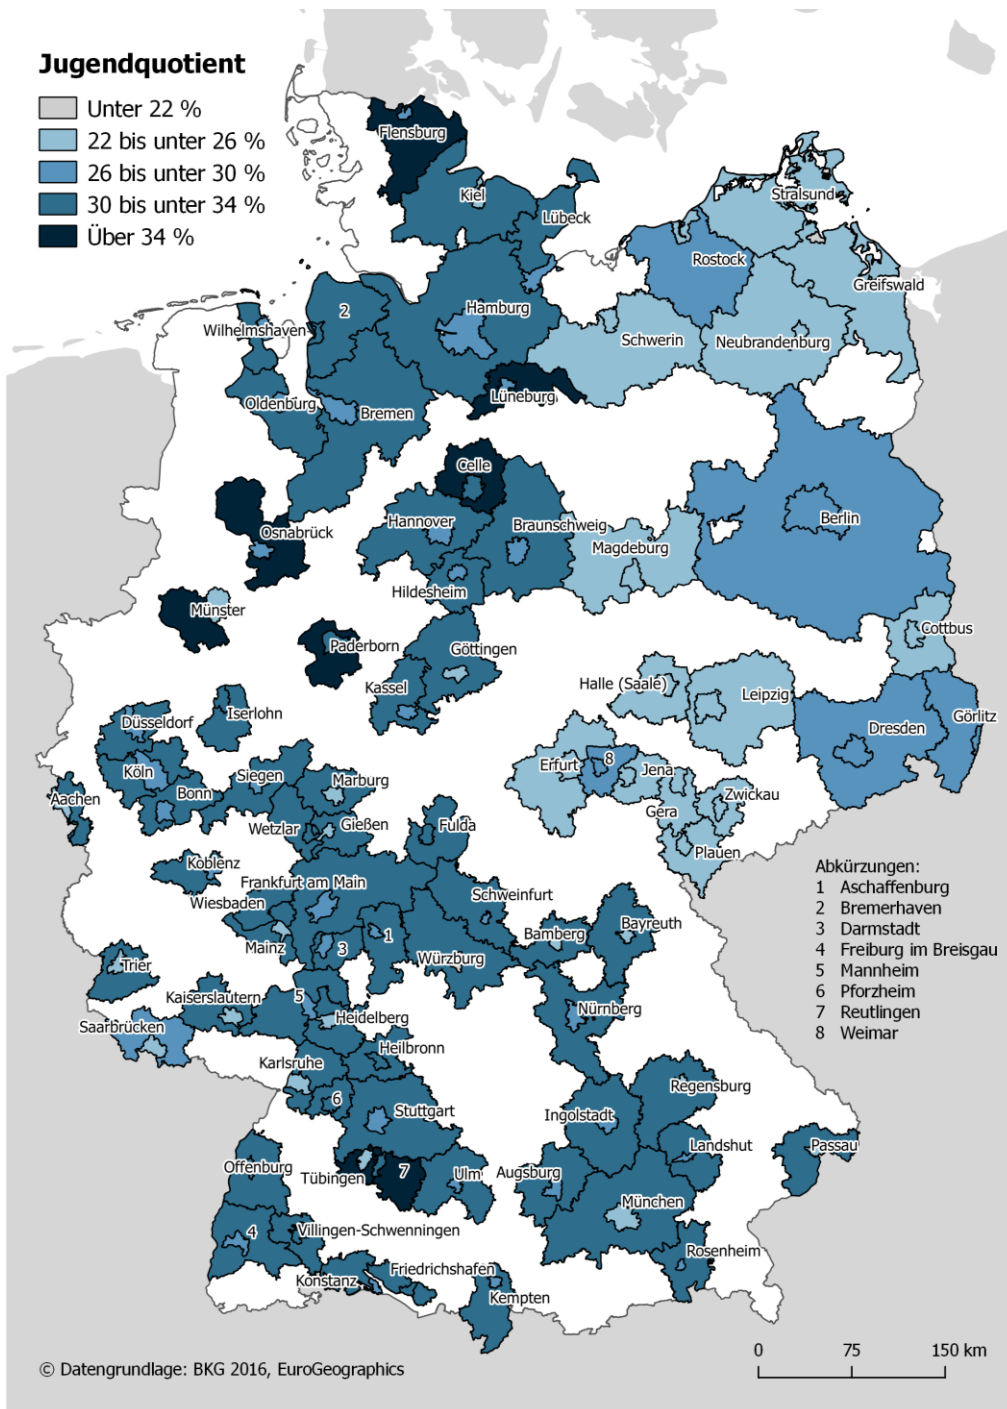 Jugendquotient
Unter 22 %
22 bis unter 26 %
26 bis unter 30 %
30 bis unter 34 %
Über 34 %
Flensburg
Kiel
Lübeck
Stralsund
Rostock
Greifswald
2
Hamburg
Wilhelmshaven
Schwerin
Neubrandenburg
Lüneburg
Oldenburg
Bremen
Celle
Hannover
Braunschweig
Berlin
Osnabrück
Magdeburg
Hildesheim
Münster
Cottbus
Paderborn
Göttingen
Kassel
Halle (Saale)
Leipzig
Iserlohn
Görlitz
Düsseldorf
Dresden
8
Erfurt
Jena
Köln
Siegen
Marburg
Bonn
Zwickau
Aachen
Gera
Wetzlar
Gießen
Fulda
Plauen
Koblenz
Frankfurt am Main
Schweinfurt
Wiesbaden
Abkürzungen:
1 Aschaffenburg
2 Bremerhaven
3 Darmstadt
4 Freiburg im Breisgau
5 Mannheim
6 Pforzheim
7 Reutlingen
8 Weimar
Bayreuth
Bamberg
1
Mainz
3
Würzburg
Trier
Kaiserslautern
5
Nürnberg
Heidelberg
Saarbrücken
Heilbronn
Karlsruhe
Regensburg
6
Stuttgart
Ingolstadt
Landshut
Passau
Offenburg
Tübingen
7
Ulm
Augsburg
München
4
Villingen-Schwenningen
Rosenheim
Friedrichshafen
Konstanz
Kempten
0 75 150 km
© Datengrundlage: BKG 2016, EuroGeographics